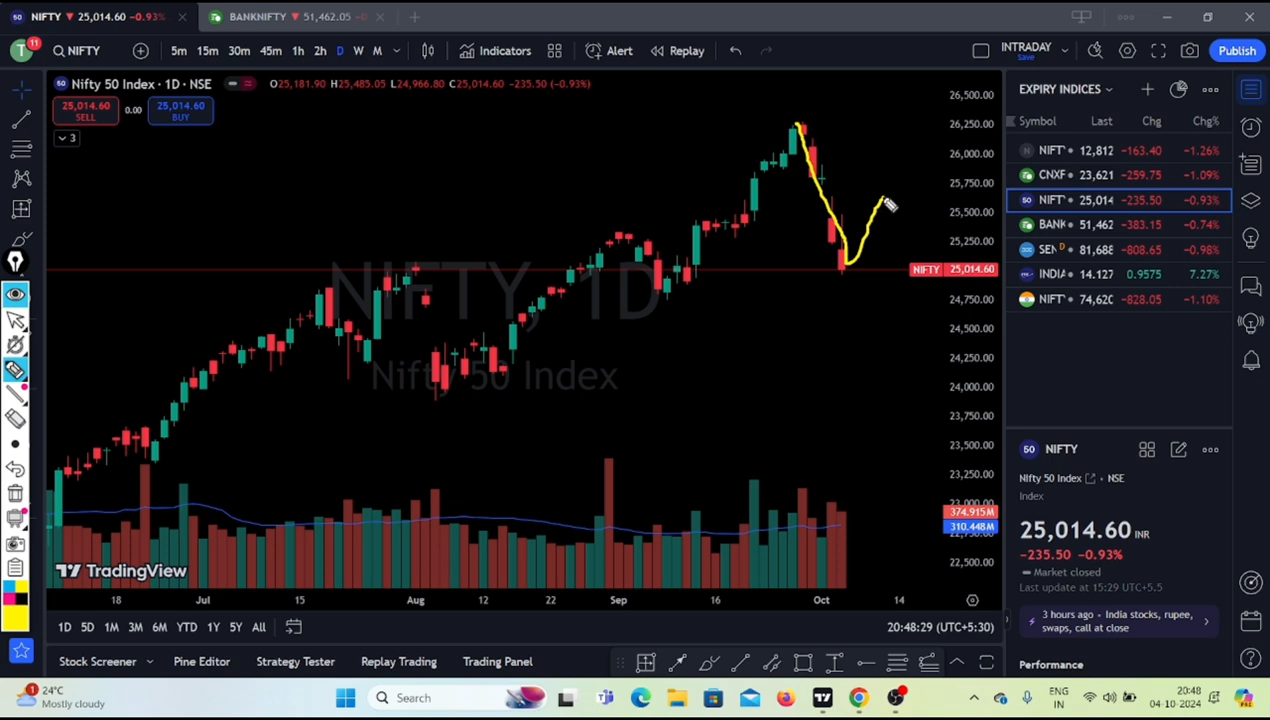 NIFTY ▼ 25,014.60 −0.93%
BANKNIFTY ▼ 51,462.05
11
NIFTY
5m 15m 30m 45m 1h 2h D W M
Indicators
Alert
Replay
INTRADAY
Save
Publish
Nifty 50 Index · 1D · NSE
O25,181.90 H25,485.05 L24,966.80 C25,014.60 −235.50 (−0.93%)
25,014.60
SELL
0.00
25,014.60
BUY
3
NIFTY, 1D
Nifty 50 Index
26,500.00
26,250.00
26,000.00
25,750.00
25,500.00
25,250.00
NIFTY 25,014.60
24,750.00
24,500.00
24,250.00
24,000.00
23,750.00
23,500.00
23,250.00
23,000.00
374.915M
310.448M
22,750.00
22,500.00
TradingView
18 Jul 15 Aug 12 22 Sep 16 Oct 14
1D 5D 1M 3M 6M YTD 1Y 5Y All
20:48:29 (UTC+5:30)
Stock Screener
Pine Editor
Strategy Tester
Replay Trading
Trading Panel
EXPIRY INDICES
Symbol Last Chg Chg%
NIFT 12,812 −163.40 −1.26%
CNXF 23,621 −259.75 −1.09%
50 NIFT 25,014 −235.50 −0.93%
BANK 51,462 −383.15 −0.74%
SEN D 81,688 −808.65 −0.98%
INDIA 14.127 0.9575 7.27%
NIFT 74,620 −828.05 −1.10%
50 NIFTY
Nifty 50 Index • NSE
Index
25,014.60 INR
−235.50 −0.93%
Market closed
Last update at 15:29 UTC+5.5
3 hours ago • India stocks, rupee,
swaps, call at close
Performance
1
24°C
Mostly cloudy
Search
ENG
IN
20:48
04-10-2024